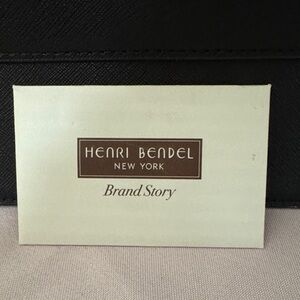 HENRI BENDEL
NEW YORK
Brand Story